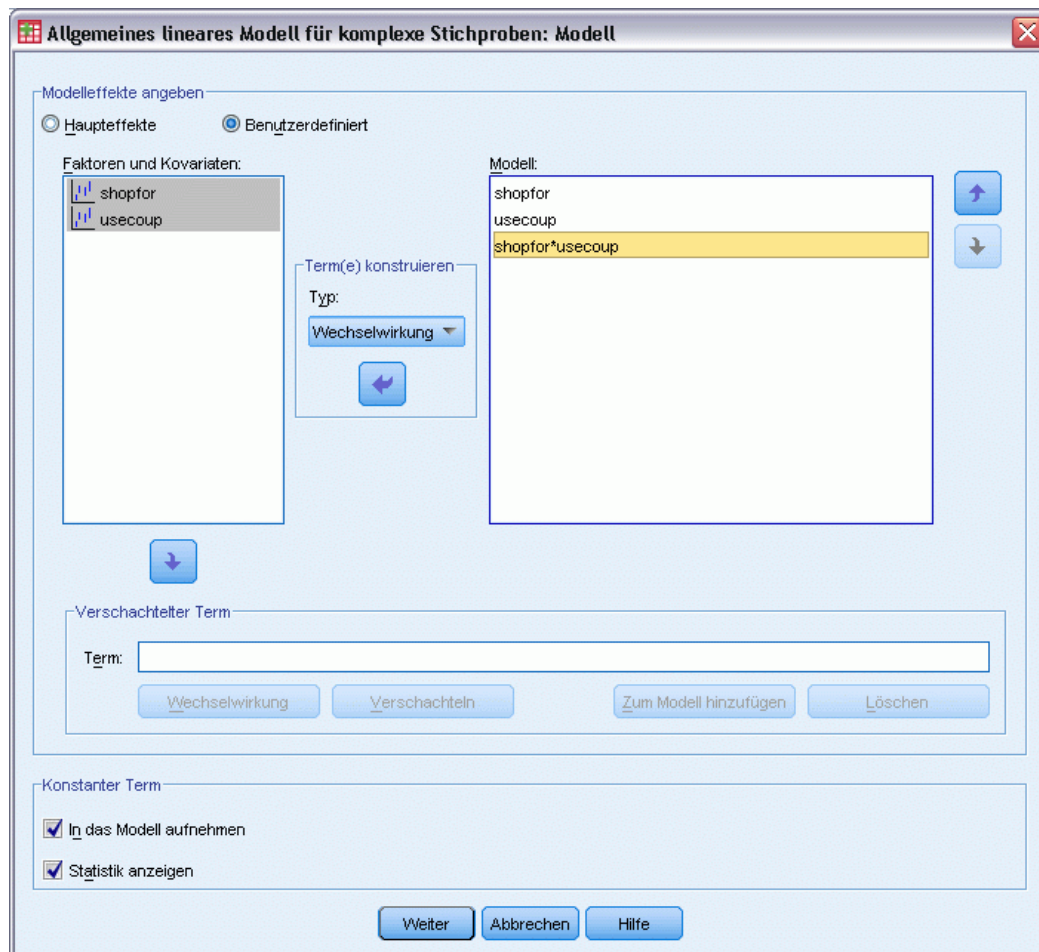 Allgemeines lineares Modell für komplexe Stichproben: Modell
Modelleffekte angeben
Haupteffekte
Benutzerdefiniert
Faktoren und Kovariaten:
shopfor
usecoup
Term(e) konstruieren
Typ:
Wechselwirkung
Modell:
shopfor
usecoup
shopfor*usecoup
Verschachtelter Term
Term:
Wechselwirkung
Verschachteln
Zum Modell hinzufügen
Löschen
Konstanter Term
In das Modell aufnehmen
Statistik anzeigen
Weiter
Abbrechen
Hilfe